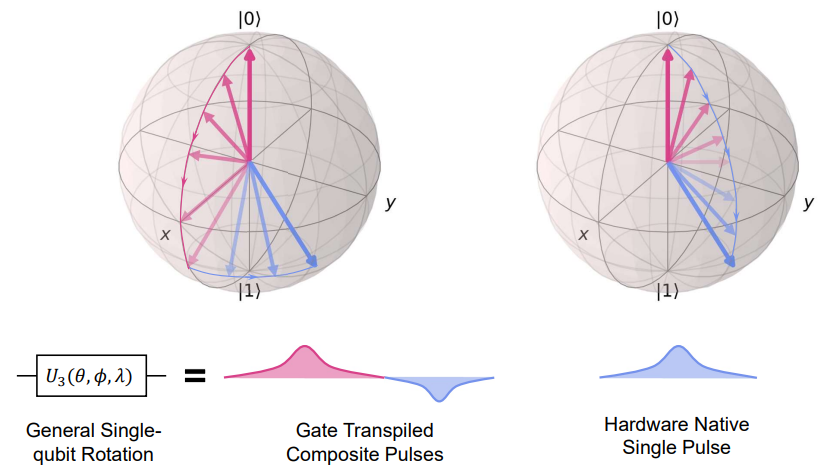 |0⟩
|0⟩
x
y
x
y
|1⟩
|1⟩
U₃(θ, ϕ, λ)
=
General Single-
qubit Rotation
Gate Transpiled
Composite Pulses
Hardware Native
Single Pulse